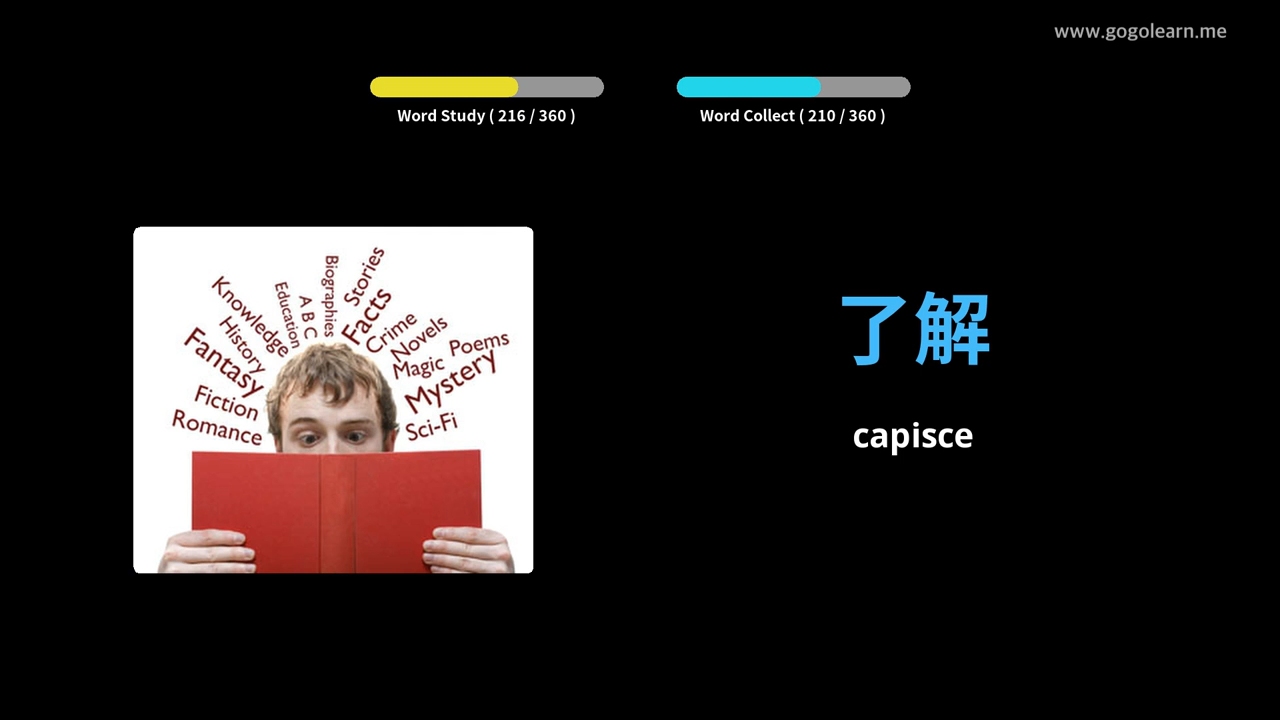 www.gogolearn.me
Word Study ( 216 / 360 )
Word Collect ( 210 / 360 )
Stories
Biographies
Facts
A B C
Education
Knowledge
Crime
Novels
History
Poems
Fantasy
Magic
Mystery
Fiction
Romance
Sci-Fi
了解
capisce